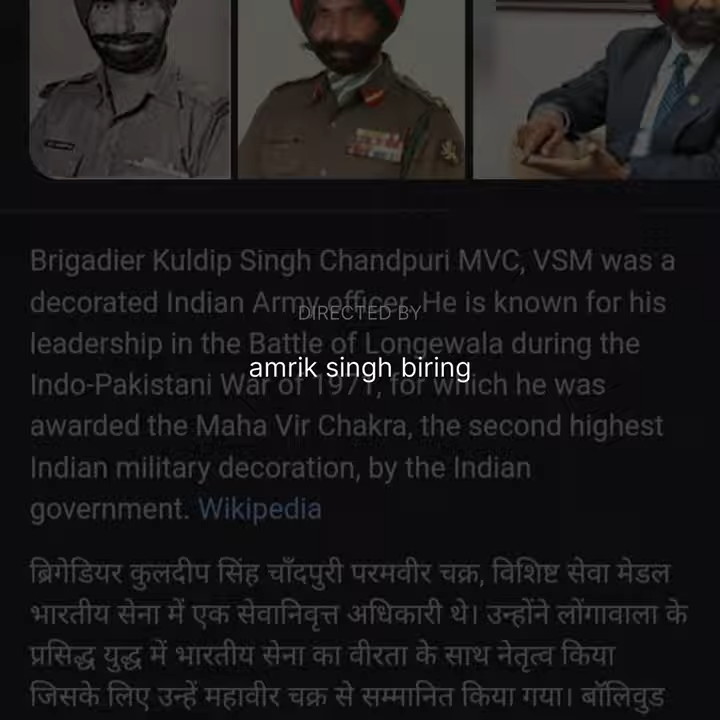 Brigadier Kuldip Singh Chandpuri MVC, VSM was a
decorated Indian Army officer. He is known for his
DIRECTED BY
leadership in the Battle of Longewala during the
amrik singh biring
Indo-Pakistani War of 1971, for which he was
awarded the Maha Vir Chakra, the second highest
Indian military decoration, by the Indian
government. Wikipedia
ब्रिगेडियर कुलदीप सिंह चाँदपुरी परमवीर चक्र, विशिष्ट सेवा मेडल
भारतीय सेना में एक सेवानिवृत्त अधिकारी थे। उन्होंने लोंगावाला के
प्रसिद्ध युद्ध में भारतीय सेना का वीरता के साथ नेतृत्व किया
जिसके लिए उन्हें महावीर चक्र से सम्मानित किया गया। बॉलिवुड